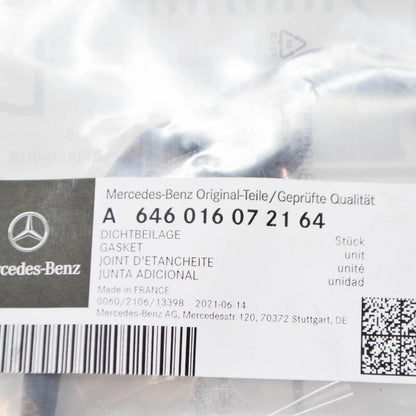 Mercedes-Benz Original-Teile/Geprüfte Qualität
A 646 016 07 21 64
DICHTBEILAGE
GASKET
JOINT D'ETANCHEITE
JUNTA ADICIONAL
Stück
unit
unité
unidad
rcedes-Benz
Made in FRANCE
0060/2106/13398 2021-06-14
Mercedes-Benz AG, Mercedesstr. 120, 70372 Stuttgart, DE